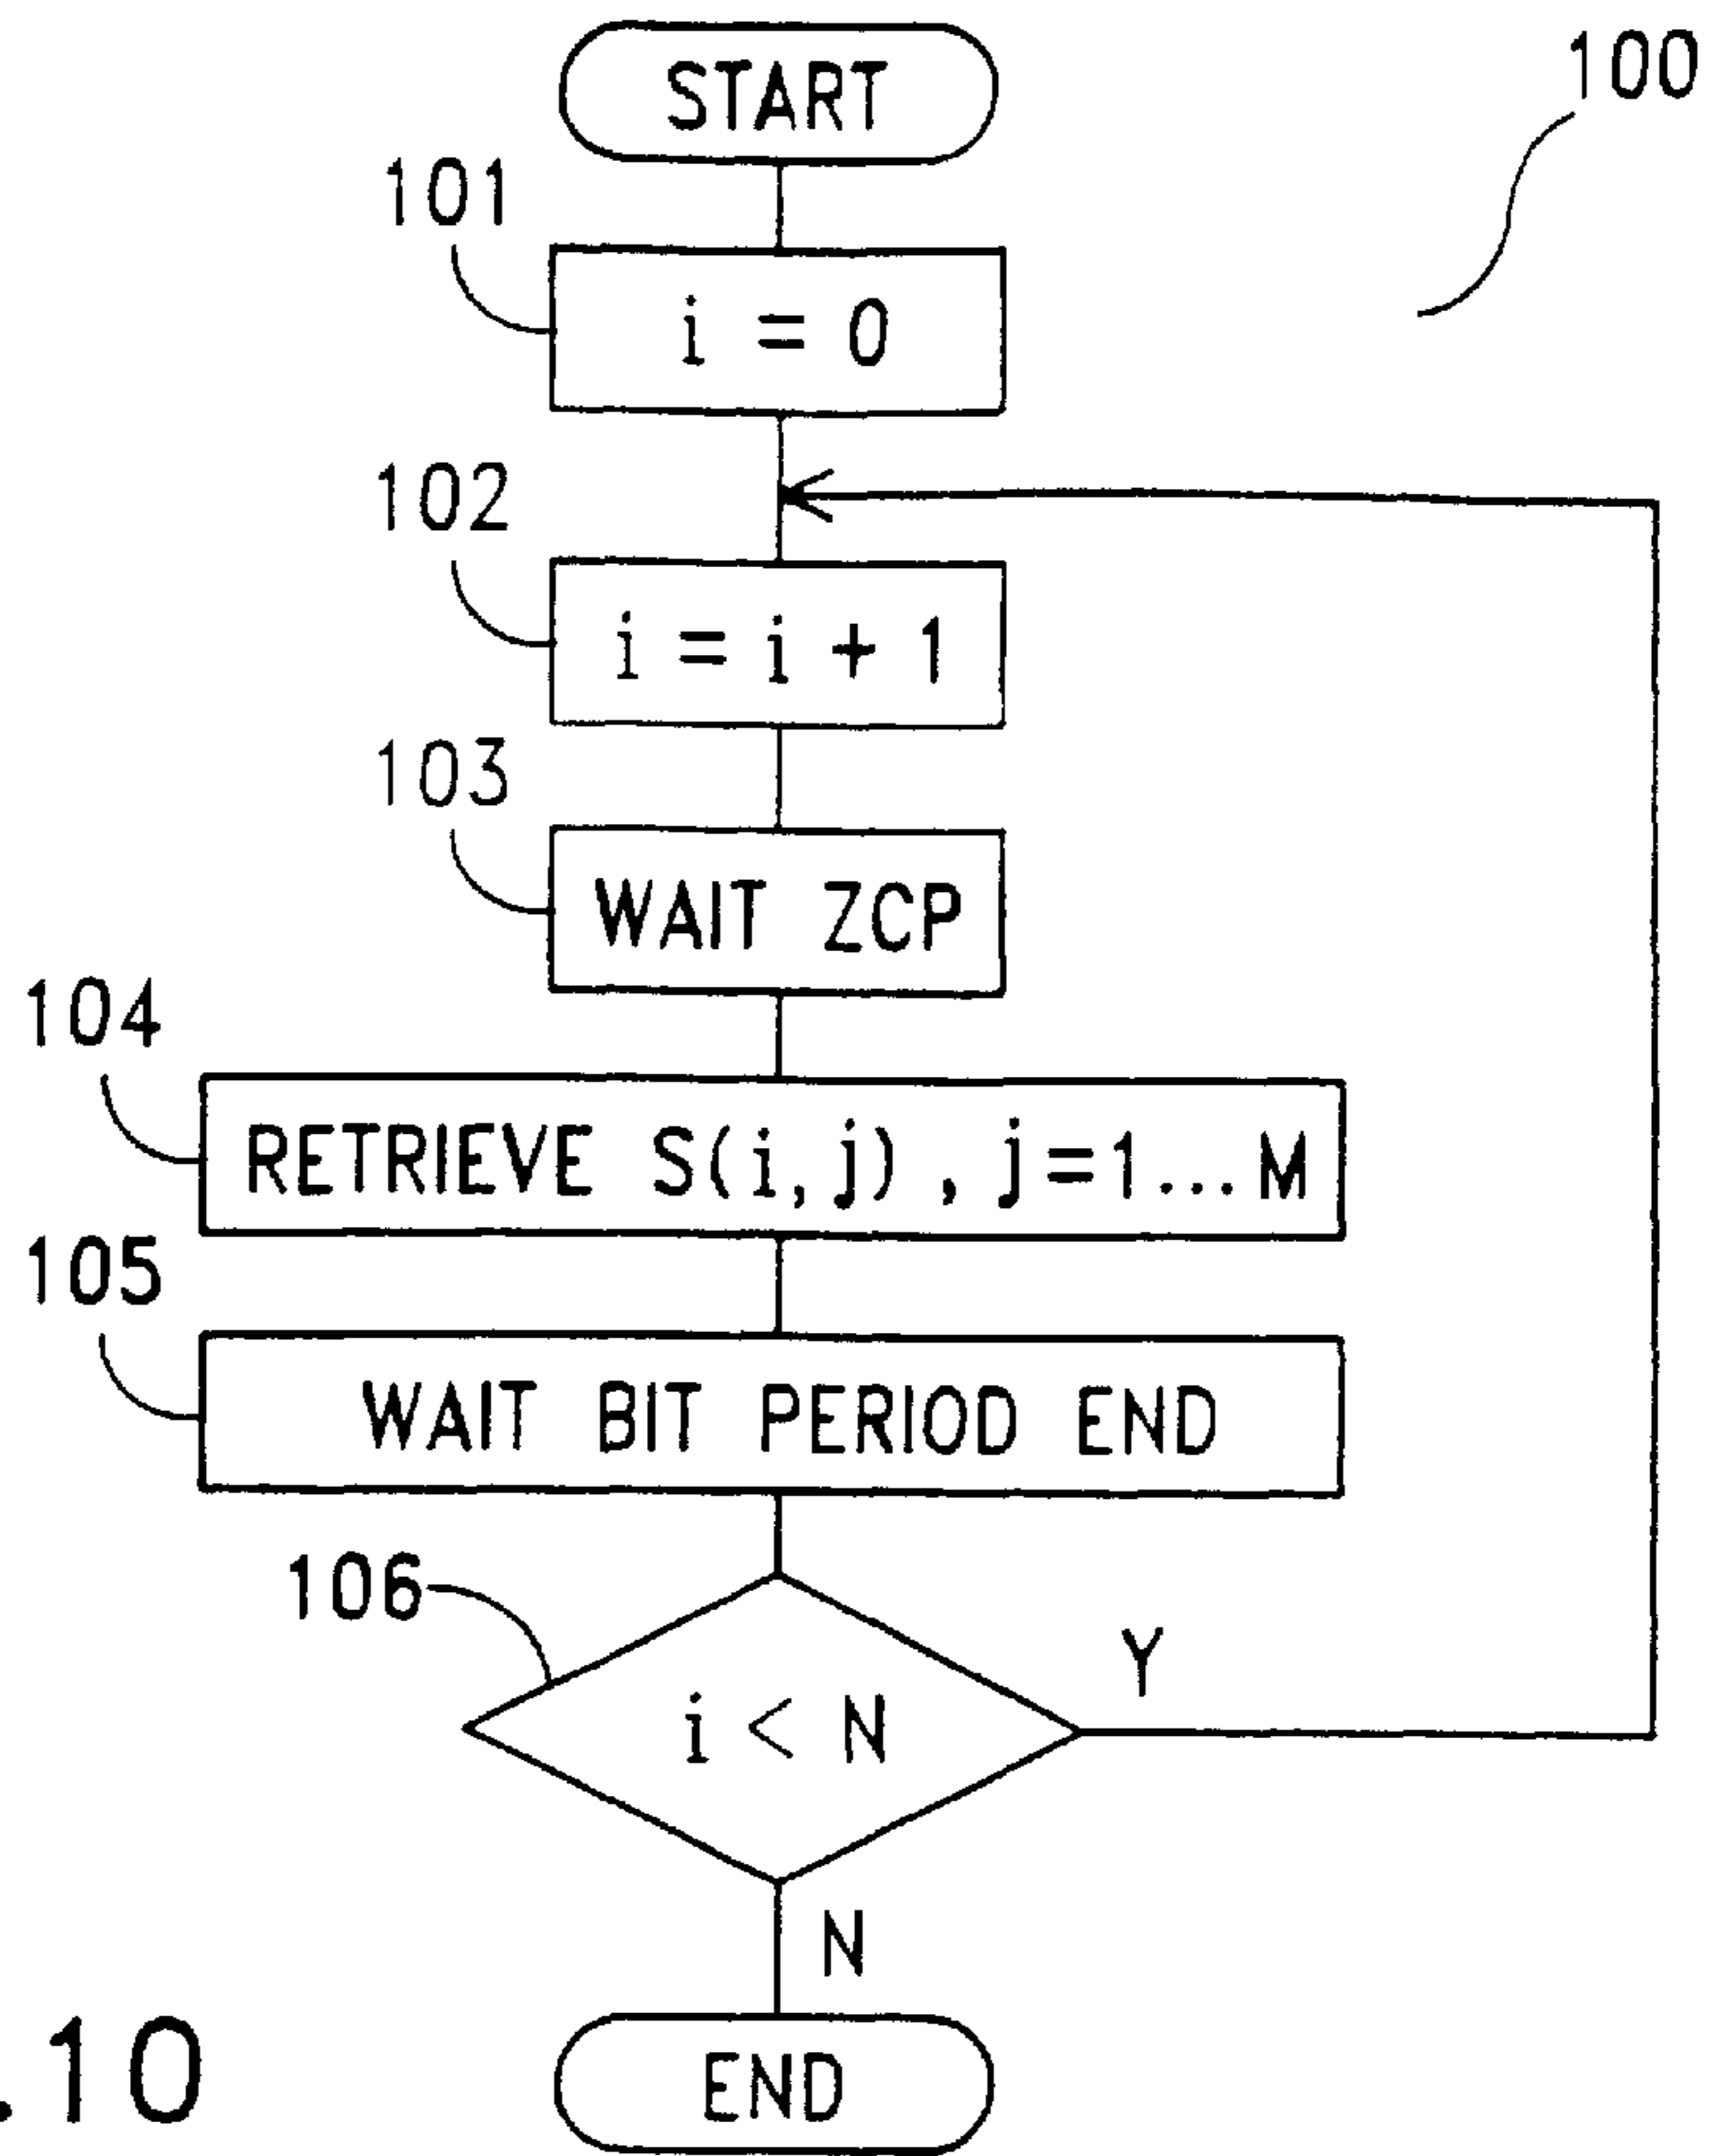 START
100
101
i = 0
102
i = i + 1
103
WAIT ZCP
104
RETRIEVE S(i,j) , j=1...M
105
WAIT BIT PERIOD END
106
i < N
Y
N
.10
END